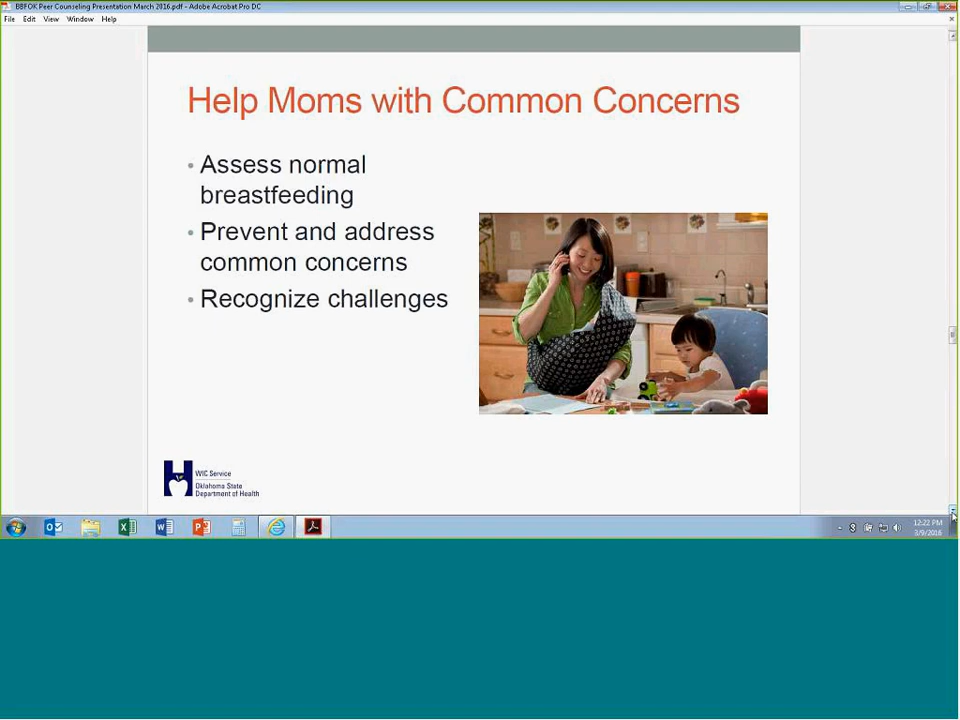 BBFOK Peer Counseling Presentation March 2016.pdf - Adobe Acrobat Pro DC
File Edit View Window Help
Help Moms with Common Concerns
• Assess normal
breastfeeding
• Prevent and address
common concerns
• Recognize challenges
WIC Service
Oklahoma State
Department of Health
12:22 PM
3/9/2016